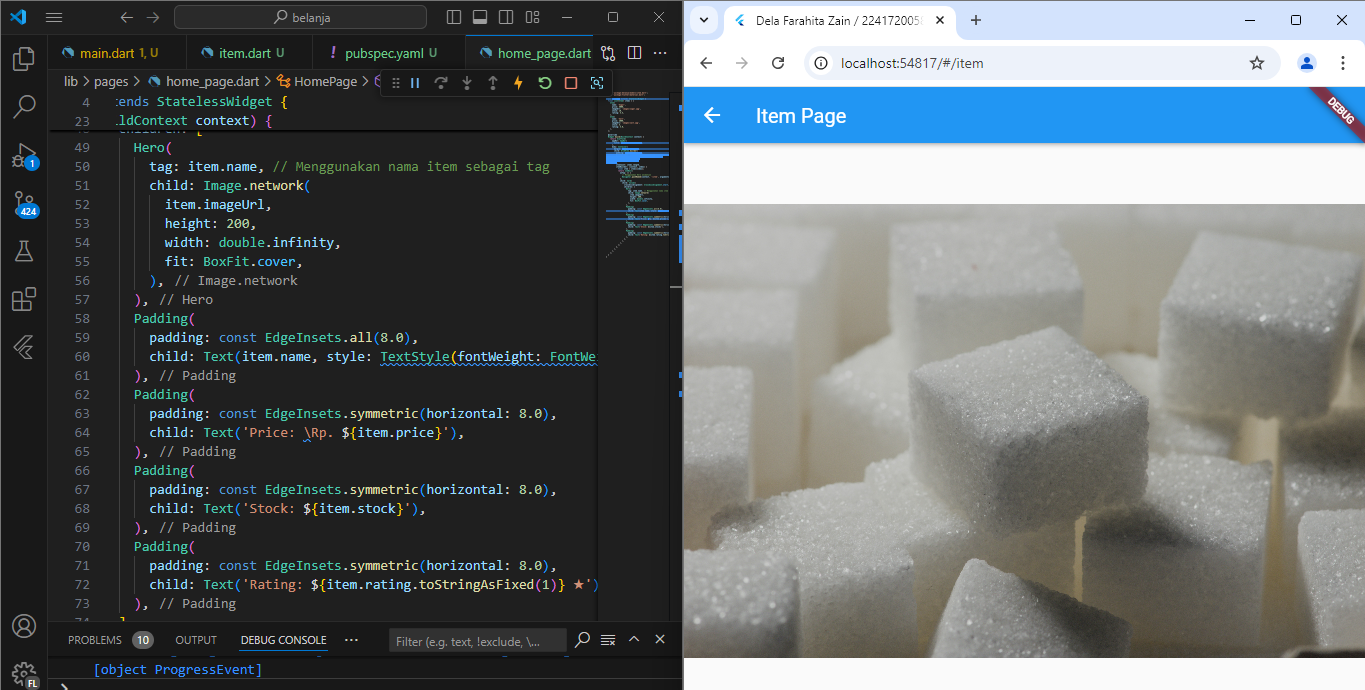 belanja
main.dart 1, U
item.dart U
! pubspec.yaml U
home_page.dart
lib > pages > home_page.dart > HomePage >
4 tends StatelessWidget {
23 ildContext context) {
children: [
49 Hero(
50 tag: item.name, // Menggunakan nama item sebagai tag
51 child: Image.network(
52 item.imageUrl,
53 height: 200,
54 width: double.infinity,
55 fit: BoxFit.cover,
56 ), // Image.network
57 ), // Hero
58 Padding(
59 padding: const EdgeInsets.all(8.0),
60 child: Text(item.name, style: TextStyle(fontWeight: FontWei
61 ), // Padding
62 Padding(
63 padding: const EdgeInsets.symmetric(horizontal: 8.0),
64 child: Text('Price: \Rp. ${item.price}'),
65 ), // Padding
66 Padding(
67 padding: const EdgeInsets.symmetric(horizontal: 8.0),
68 child: Text('Stock: ${item.stock}'),
69 ), // Padding
70 Padding(
71 padding: const EdgeInsets.symmetric(horizontal: 8.0),
72 child: Text('Rating: ${item.rating.toStringAsFixed(1)} ★')
73 ), // Padding
74 ]
1
424
FL
PROBLEMS 10 OUTPUT DEBUG CONSOLE ···
Filter (e.g. text, !exclude, \...
[object ProgressEvent]
Dela Farahita Zain / 224172005
localhost:54817/#/item
Item Page
DEBUG